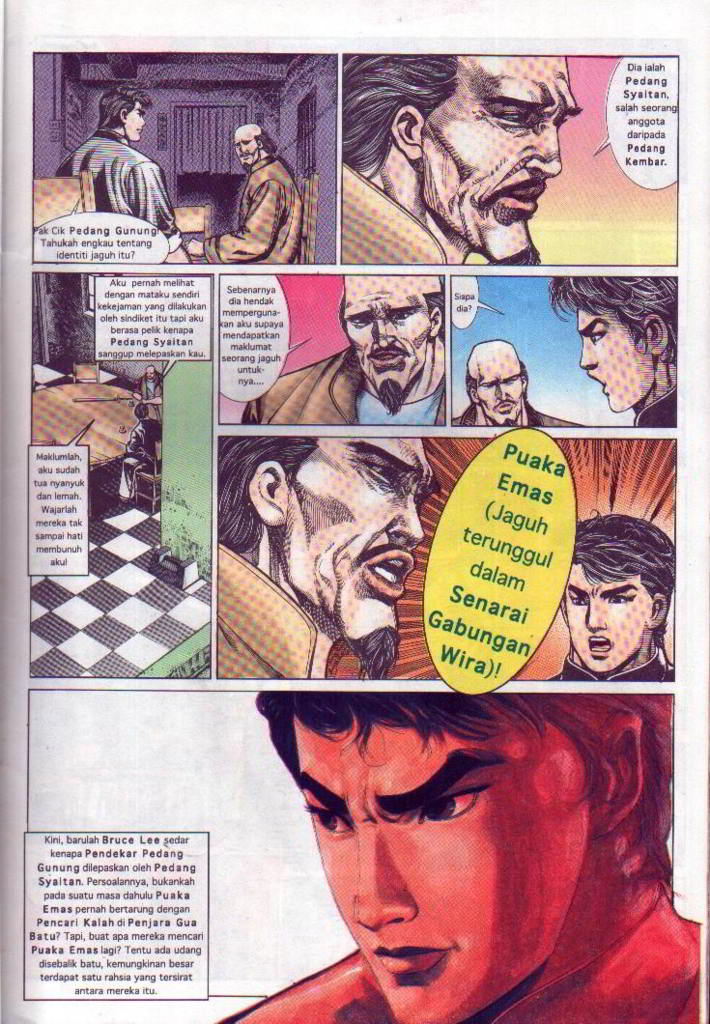 Pak Cik Pedang Gunung!
Tahukah engkau tentang
identiti jaguh itu?
Dia ialah
Pedang
Syaitan,
salah seorang
anggota
daripada
Pedang
Kembar.
Aku pernah melihat
dengan mataku sendiri
kekejaman yang dilakukan
oleh sindiket itu tapi aku
berasa pelik kenapa
Pedang Syaitan
sanggup melepaskan kau.
Maklumlah,
aku sudah
tua nyanyuk
dan lemah.
Wajarlah
mereka tak
sampai hati
membunuh
aku!
Sebenarnya
dia hendak
memperguna-
kan aku supaya
mendapatkan
maklumat
seorang jaguh
untuk-
nya....
Siapa
dia?
Puaka
Emas
(Jaguh
terunggul
dalam
Senarai
Gabungan
Wira)!
Kini, barulah Bruce Lee sedar
kenapa Pendekar Pedang
Gunung dilepaskan oleh Pedang
Syaitan. Persoalannya, bukankah
pada suatu masa dahulu Puaka
Emas pernah bertarung dengan
Pencari Kalah di Penjara Gua
Batu? Tapi, buat apa mereka mencari
Puaka Emas lagi? Tentu ada udang
disebalik batu, kemungkinan besar
terdapat satu rahsia yang tersirat
antara mereka itu.